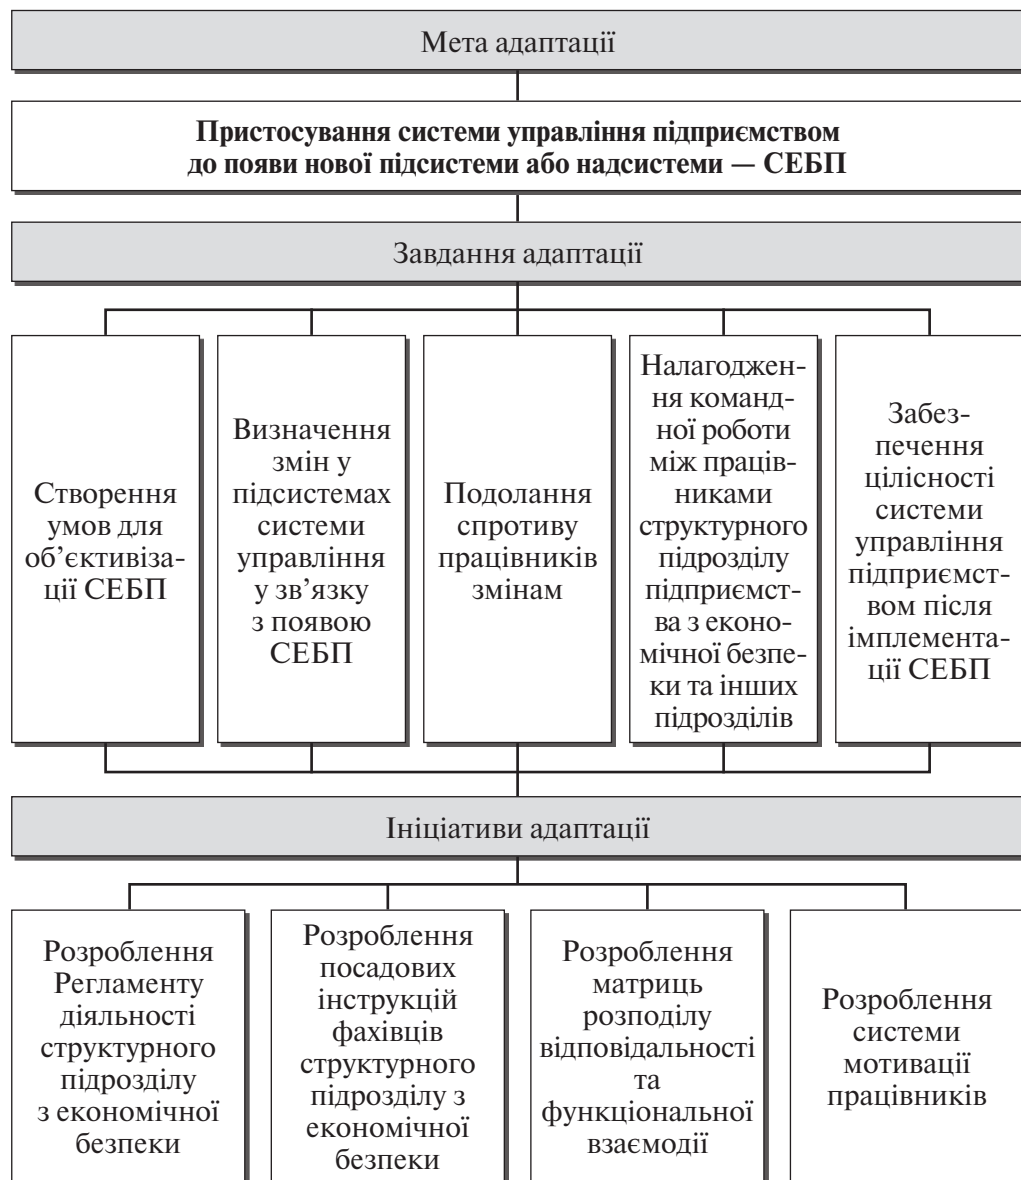 Мета адаптації
Пристосування системи управління підприємством
до появи нової підсистеми або надсистеми — СЕБП
Завдання адаптації
Створення
умов для
об’єктивіза-
ції СЕБП
Визначення
змін у
підсистемах
системи
управління
у зв’язку
з появою
СЕБП
Подолання
спротиву
працівників
змінам
Налагоджен-
ня команд-
ної роботи
між праців-
никами
структурного
підрозділу
підприємст-
ва з еконо-
мічної безпе-
ки та інших
підрозділів
Забез-
печення
цілісності
системи
управління
підприємст-
вом після
імплемента-
ції СЕБП
Ініціативи адаптації
Розроблення
Регламенту
діяльності
структурного
підрозділу
з економічної
безпеки
Розроблення
посадових
інструкцій
фахівців
структурного
підрозділу з
економічної
безпеки
Розроблення
матриць
розподілу
відповідальності
та
функціональної
взаємодії
Розроблення
системи
мотивації
працівників